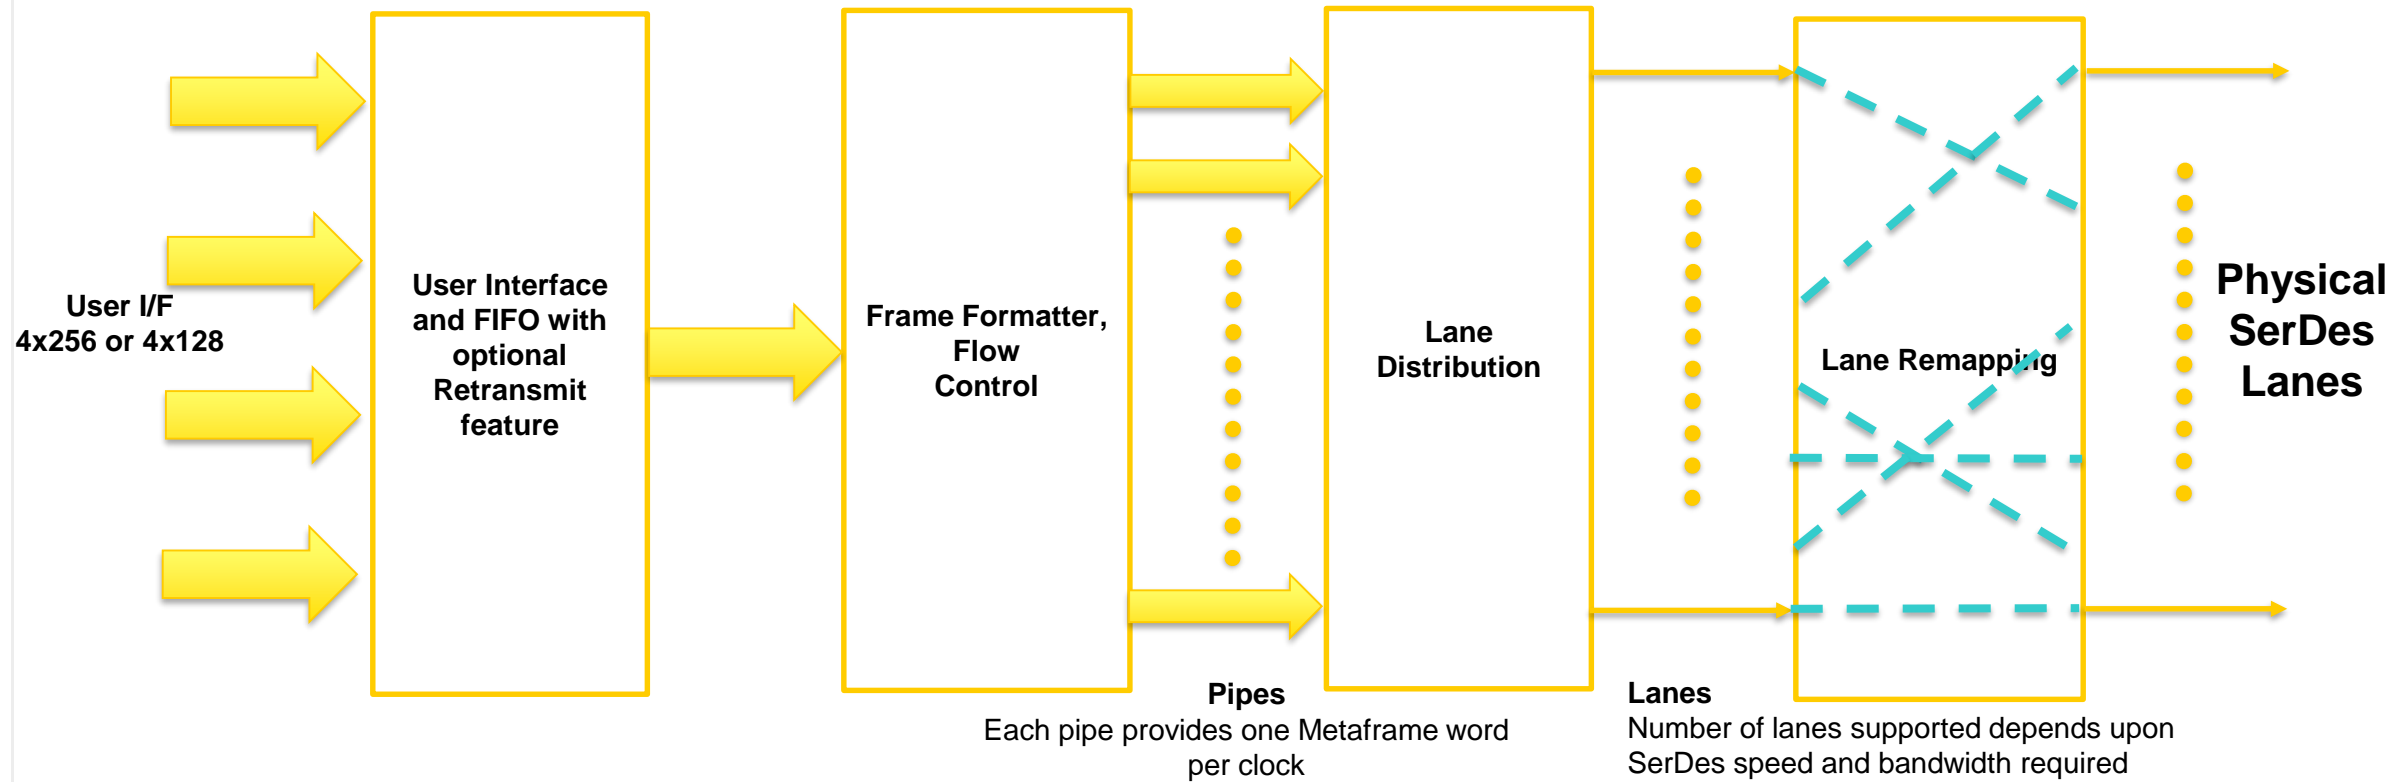 User I/F
4x256 or 4x128
User Interface
and FIFO with
optional
Retransmit
feature
Frame Formatter,
Flow
Control
Lane
Distribution
Lane Remapping
Physical
SerDes
Lanes
Pipes
Each pipe provides one Metaframe word
per clock
Lanes
Number of lanes supported depends upon
SerDes speed and bandwidth required